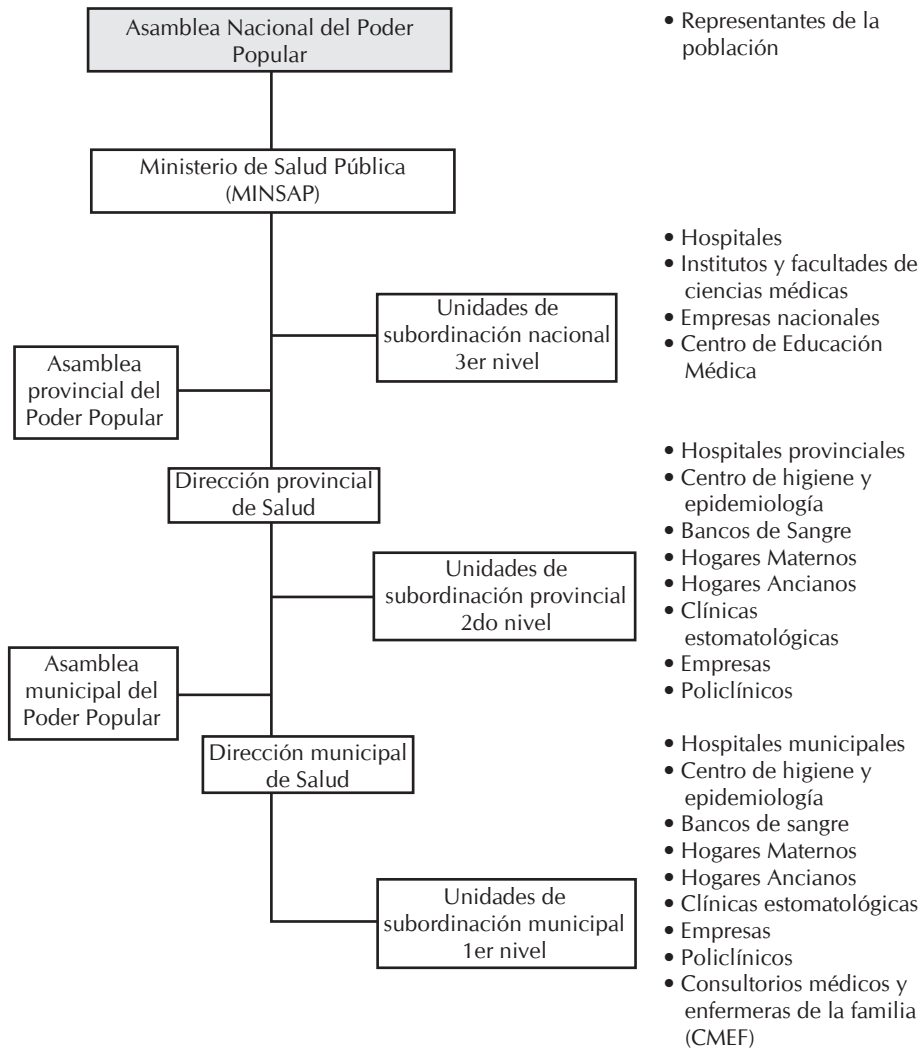 Asamblea Nacional del Poder
Popular
• Representantes de la
población
Ministerio de Salud Pública
(MINSAP)
Unidades de
subordinación nacional
3er nivel
• Hospitales
• Institutos y facultades de
ciencias médicas
• Empresas nacionales
• Centro de Educación
Médica
Asamblea
provincial del
Poder Popular
Dirección provincial
de Salud
Unidades de
subordinación provincial
2do nivel
• Hospitales provinciales
• Centro de higiene y
epidemiología
• Bancos de Sangre
• Hogares Maternos
• Hogares Ancianos
• Clínicas
estomatológicas
• Empresas
• Policlínicos
Asamblea
municipal del
Poder Popular
Dirección municipal
de Salud
Unidades de
subordinación municipal
1er nivel
• Hospitales municipales
• Centro de higiene y
epidemiología
• Bancos de sangre
• Hogares Maternos
• Hogares Ancianos
• Clínicas estomatológicas
• Empresas
• Policlínicos
• Consultorios médicos y
enfermeras de la familia
(CMEF)